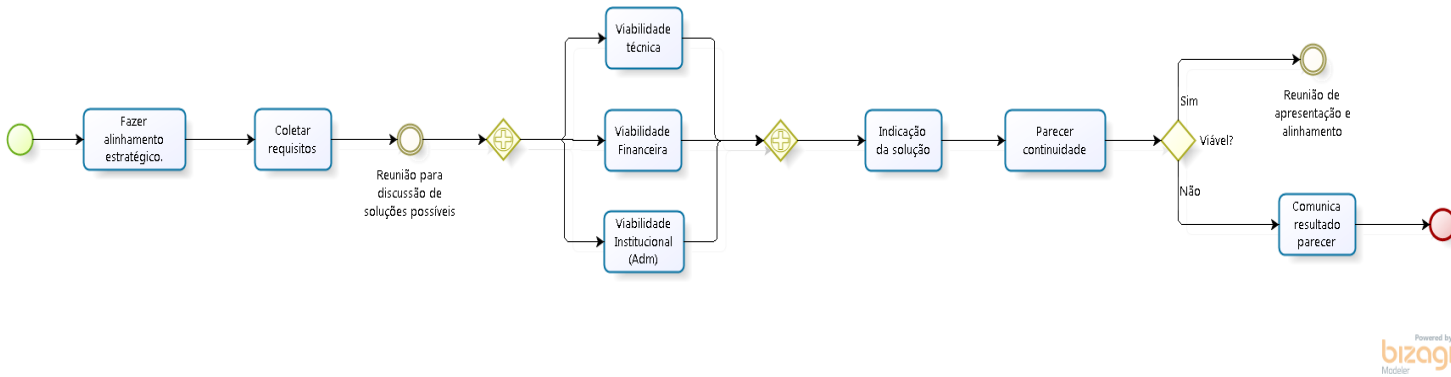 Fazer
alinhamento
estratégico.
Coletar
requisitos
Reunião para
discussão de
soluções possíveis
Viabilidade
técnica
Viabilidade
Financeira
Viabilidade
Institucional
(Adm)
Indicação
da solução
Parecer
continuidade
Viável?
Sim
Reunião de
apresentação e
alinhamento
Não
Comunica
resultado
parecer
Powered by
bizagi
Modeler